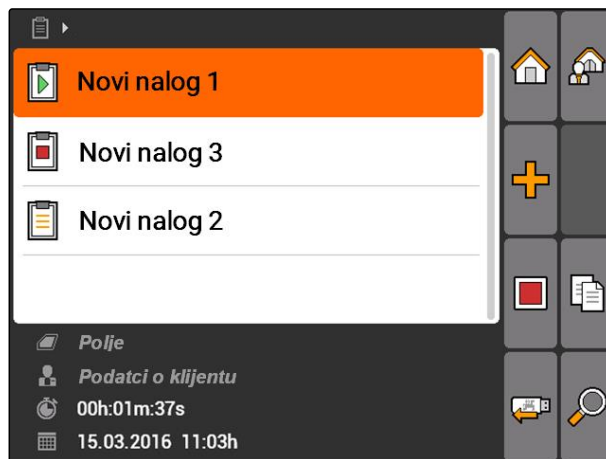 Novi nalog 1
Novi nalog 3
Novi nalog 2
Polje
Podatci o klijentu
00h:01m:37s
15.03.2016 11:03h